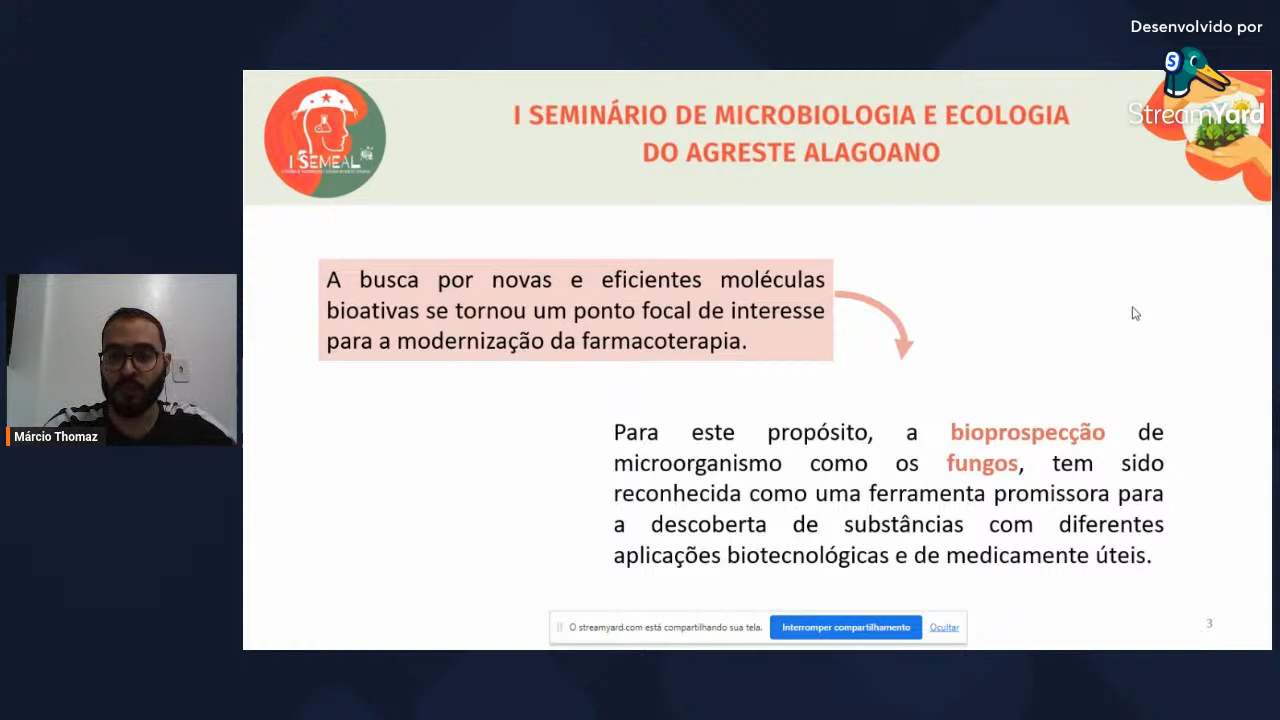 Desenvolvido por
StreamYard
I SEMINÁRIO DE MICROBIOLOGIA E ECOLOGIA
DO AGRESTE ALAGOANO
I SEMEAL
A busca por novas e eficientes moléculas
bioativas se tornou um ponto focal de interesse
para a modernização da farmacoterapia.
Para este propósito, a bioprospecção de
microorganismo como os fungos, tem sido
reconhecida como uma ferramenta promissora para
a descoberta de substâncias com diferentes
aplicações biotecnológicas e de medicamente úteis.
Márcio Thomaz
O streamyard.com está compartilhando sua tela.
Interromper compartilhamento
Ocultar
3